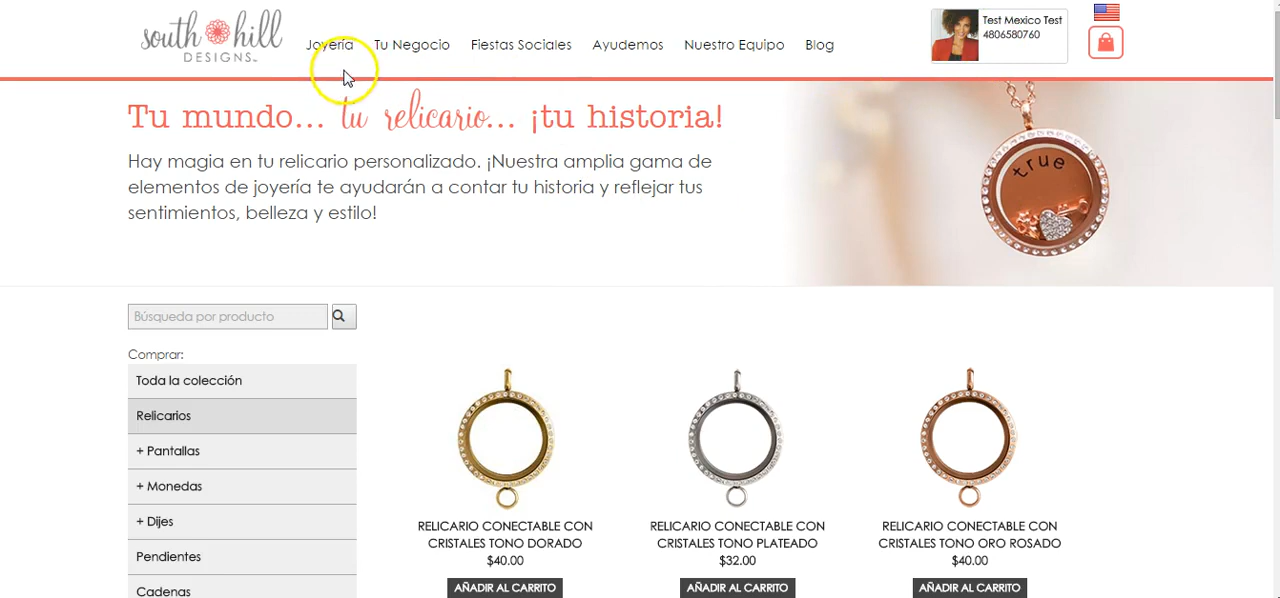 south hill
DESIGNS™
Joyería
Tu Negocio
Fiestas Sociales
Ayudemos
Nuestro Equipo
Blog
Test Mexico Test
4806580760
Tu mundo... tu relicario... ¡tu historia!
Hay magia en tu relicario personalizado. ¡Nuestra amplia gama de
elementos de joyería te ayudarán a contar tu historia y reflejar tus
sentimientos, belleza y estilo!
true
Búsqueda por producto
Comprar:
Toda la colección
Relicarios
+ Pantallas
+ Monedas
+ Dijes
Pendientes
Cadenas
RELICARIO CONECTABLE CON
CRISTALES TONO DORADO
$40.00
AÑADIR AL CARRITO
RELICARIO CONECTABLE CON
CRISTALES TONO PLATEADO
$32.00
AÑADIR AL CARRITO
RELICARIO CONECTABLE CON
CRISTALES TONO ORO ROSADO
$40.00
AÑADIR AL CARRITO